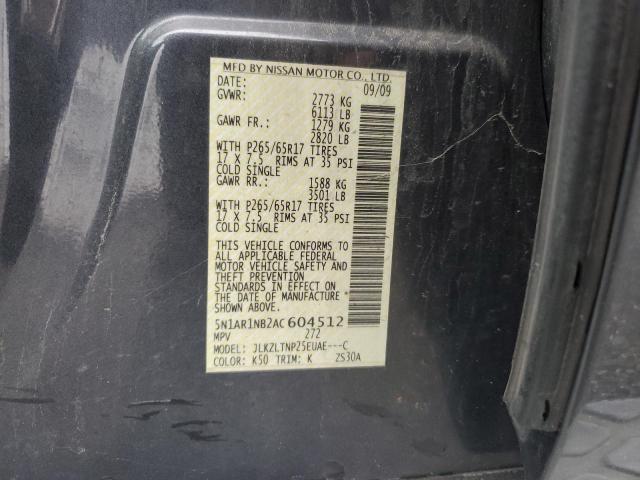 MFD BY NISSAN MOTOR CO., LTD.
DATE: 09/09
GVWR: 2773 KG
6113 LB
GAWR FR.: 1279 KG
2820 LB
WITH P265/65R17 TIRES
17 X 7.5 RIMS AT 35 PSI
COLD SINGLE
GAWR RR.: 1588 KG
3501 LB
WITH P265/65R17 TIRES
17 X 7.5 RIMS AT 35 PSI
COLD SINGLE
THIS VEHICLE CONFORMS TO
ALL APPLICABLE FEDERAL
MOTOR VEHICLE SAFETY AND
THEFT PREVENTION
STANDARDS IN EFFECT ON
THE DATE OF MANUFACTURE
SHOWN ABOVE.
5N1AR1NB2AC604512
MPV 272
MODEL: JLKZLTNP25EUAE---C
COLOR: K50 TRIM: K ZS30A